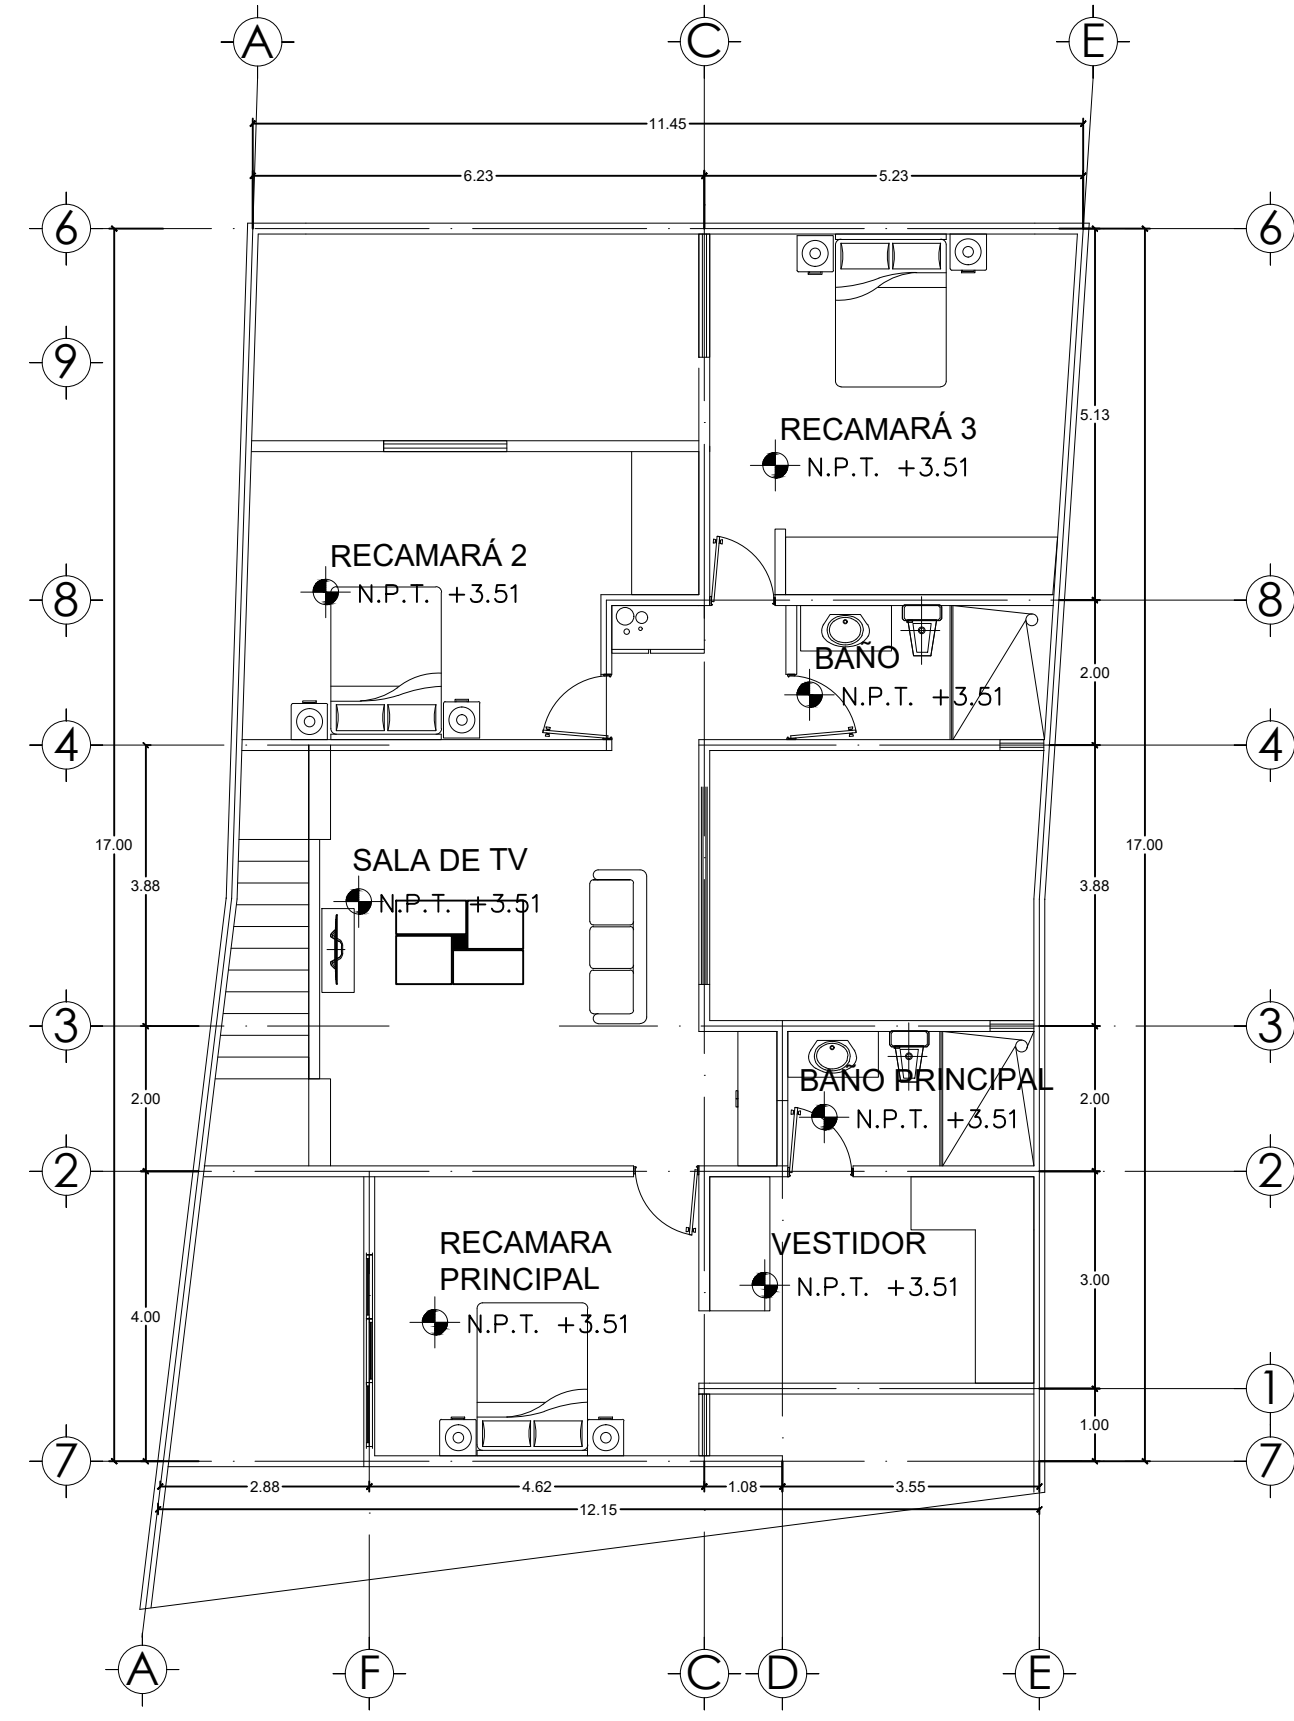 A C E
11.45
6.23 5.23
6 6
9
5.13
RECAMARÁ 3
N.P.T. +3.51
RECAMARÁ 2
N.P.T. +3.51
8 8
BAÑO
2.00
N.P.T. +3.51
4 4
17.00 17.00
SALA DE TV
3.88 3.88
N.P.T. +3.51
3 3
BAÑO PRINCIPAL
2.00 2.00
N.P.T. +3.51
2 2
RECAMARA
PRINCIPAL
VESTIDOR
N.P.T. +3.51
3.00
4.00
N.P.T. +3.51
1
1.00
7 7
2.88 4.62 1.08 3.55
12.15
A F C D E